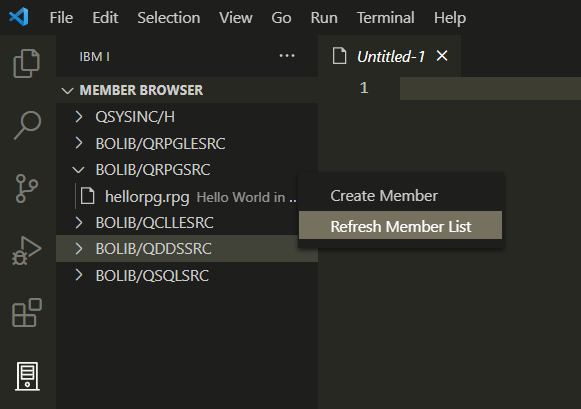 File Edit Selection View Go Run Terminal Help
IBM I ···
Untitled-1
MEMBER BROWSER
1
QSYSINC/H
BOLIB/QRPGLESRC
BOLIB/QRPGSRC
hellorpg.rpg Hello World in ...
Create Member
BOLIB/QCLLESRC
Refresh Member List
BOLIB/QDDSSRC
BOLIB/QSQLSRC